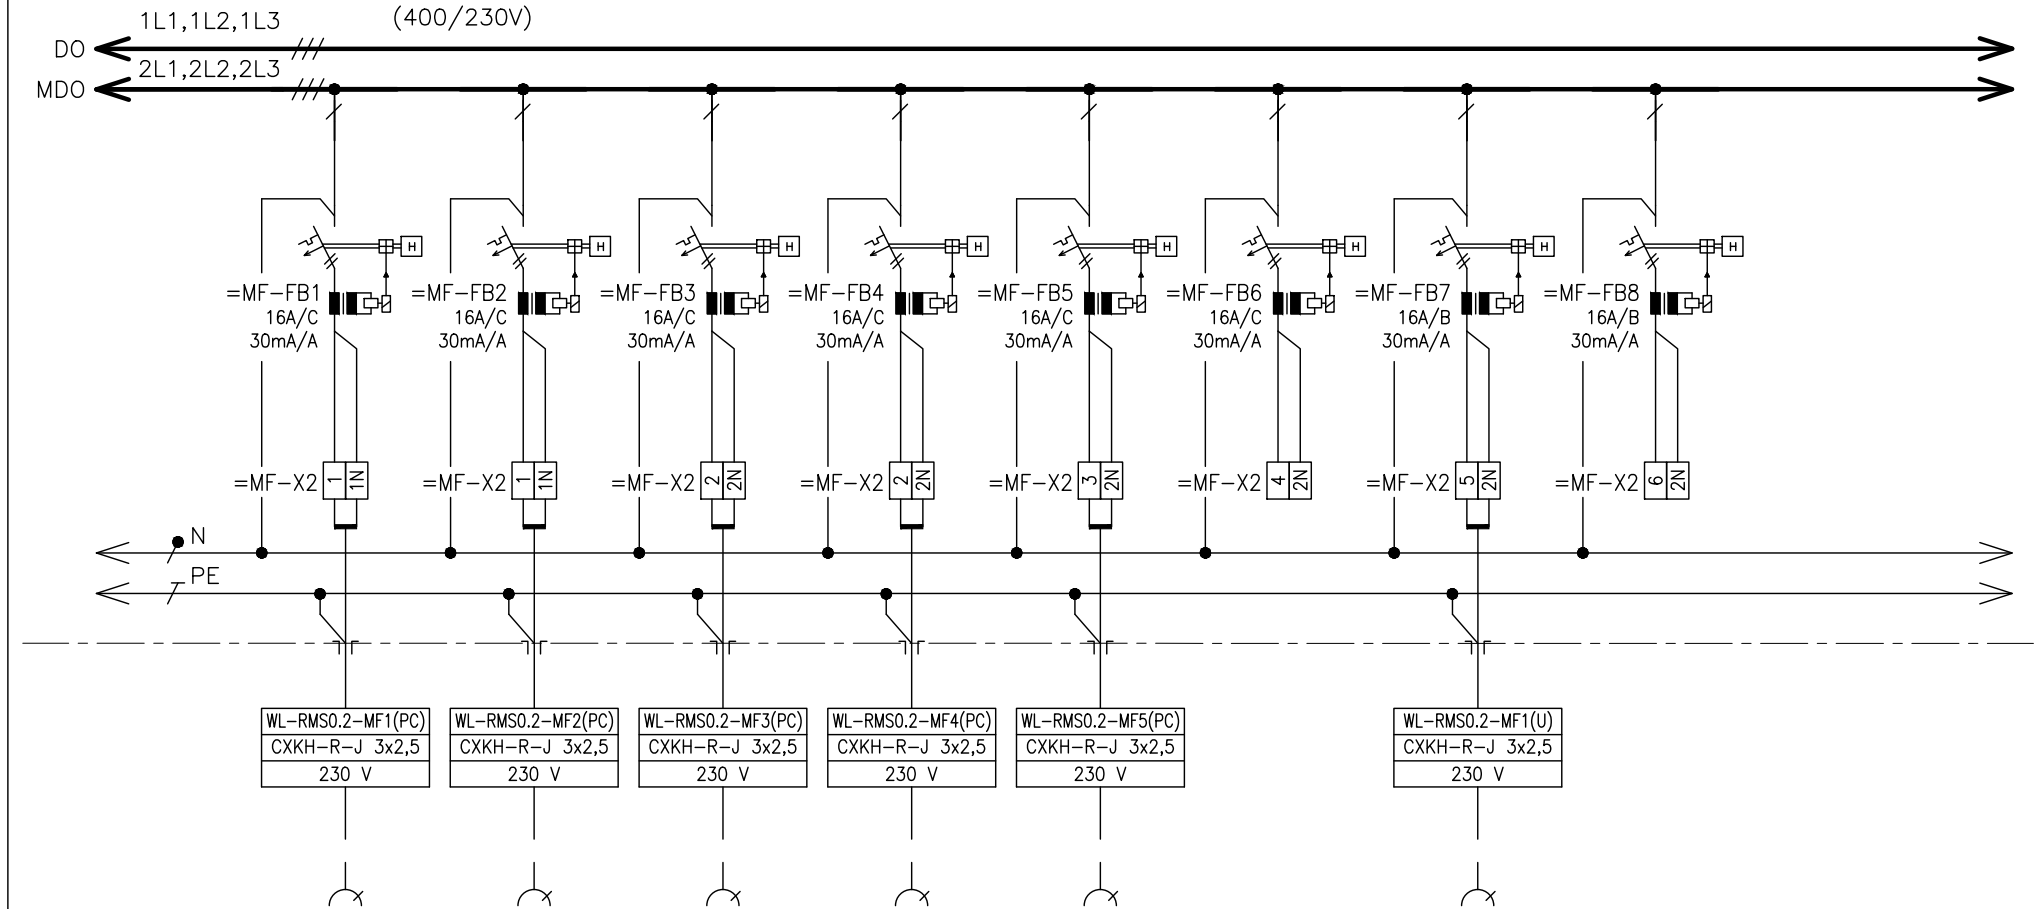 1L1,1L2,1L3 (400/230V)
DO
2L1,2L2,2L3
MDO
H H H H H H H H
=MF-FB1 =MF-FB2 =MF-FB3 =MF-FB4 =MF-FB5 =MF-FB6 =MF-FB7 =MF-FB8
16A/C 16A/C 16A/C 16A/C 16A/C 16A/C 16A/B 16A/B
30mA/A 30mA/A 30mA/A 30mA/A 30mA/A 30mA/A 30mA/A 30mA/A
=MF-X2 1 1N =MF-X2 1 1N =MF-X2 2 2N =MF-X2 2 2N =MF-X2 3 2N =MF-X2 4 2N =MF-X2 5 2N =MF-X2 6 2N
N
PE
WL-RMS0.2-MF1(PC) WL-RMS0.2-MF2(PC) WL-RMS0.2-MF3(PC) WL-RMS0.2-MF4(PC) WL-RMS0.2-MF5(PC) WL-RMS0.2-MF1(U)
CXKH-R-J 3x2,5 CXKH-R-J 3x2,5 CXKH-R-J 3x2,5 CXKH-R-J 3x2,5 CXKH-R-J 3x2,5 CXKH-R-J 3x2,5
230 V 230 V 230 V 230 V 230 V 230 V